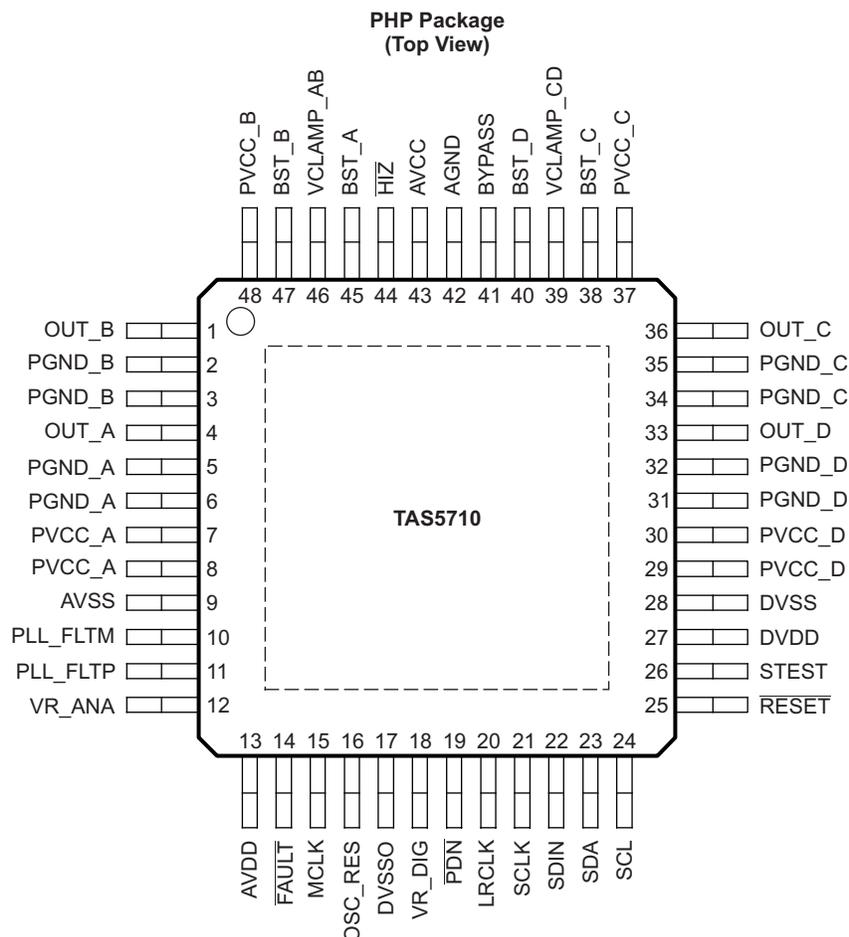 PHP Package
(Top View)
PVCC_B
BST_B
VCLAMP_AB
BST_A
HIZ
AVCC
AGND
BYPASS
BST_D
VCLAMP_CD
BST_C
PVCC_C
48 47 46 45 44 43 42 41 40 39 38 37
OUT_B 1 36 OUT_C
PGND_B 2 35 PGND_C
PGND_B 3 34 PGND_C
OUT_A 4 33 OUT_D
PGND_A 5 32 PGND_D
PGND_A 6 31 PGND_D
TAS5710
PVCC_A 7 30 PVCC_D
PVCC_A 8 29 PVCC_D
AVSS 9 28 DVSS
PLL_FLTM 10 27 DVDD
PLL_FLTP 11 26 STEST
VR_ANA 12 25 RESET
13 14 15 16 17 18 19 20 21 22 23 24
AVDD
FAULT
MCLK
OSC_RES
DVSSO
VR_DIG
PDN
LRCLK
SCLK
SDIN
SDA
SCL